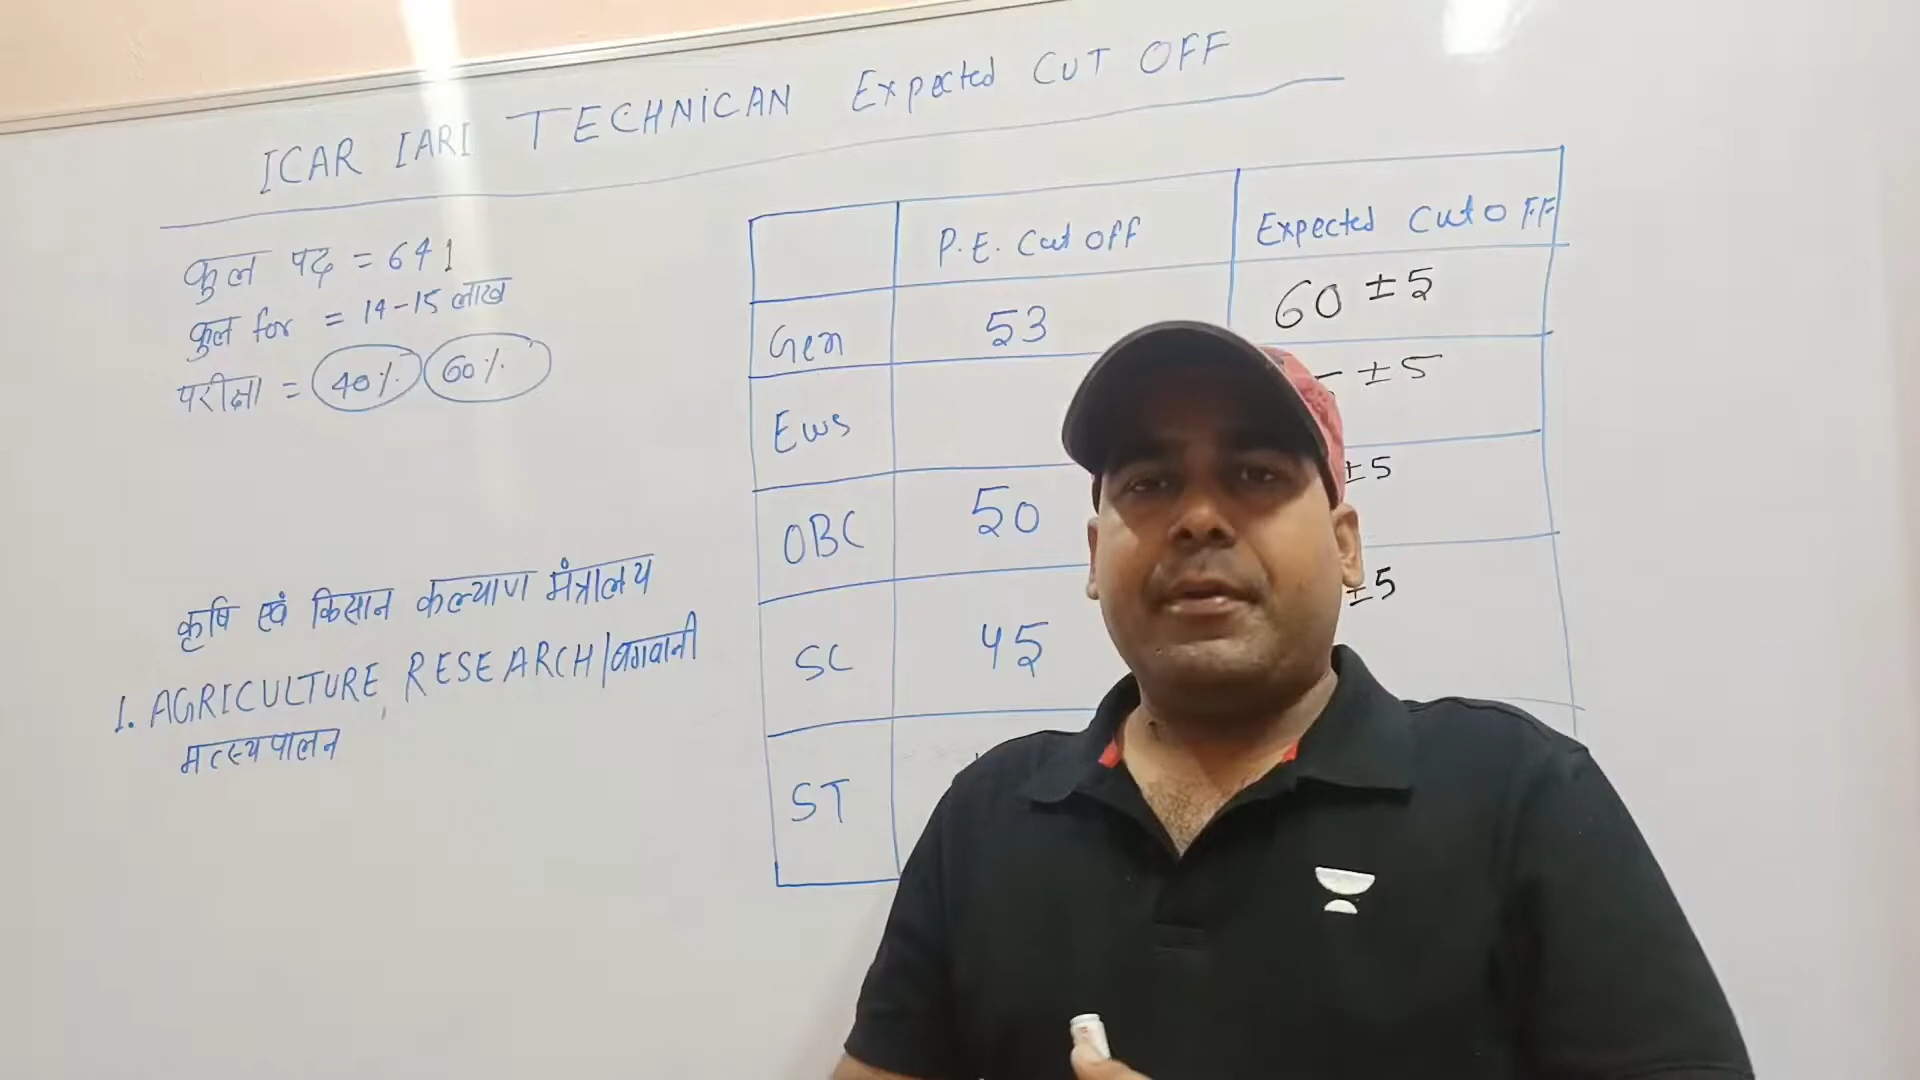 ICAR IARI TECHNICAN Expected CUT OFF
कुल पद = 641
कुल for = 14-15 लाख
परीक्षा = 40% 60%
कृषि एवं किसान कल्याण मंत्रालय
1. AGRICULTURE, RESEARCH/बागवानी
मत्स्यपालन
P.E. Cut off Expected Cut OFF
Gen 53 60 ±5
Ews ±5
OBC 50 ±5
SC 45 ±5
ST